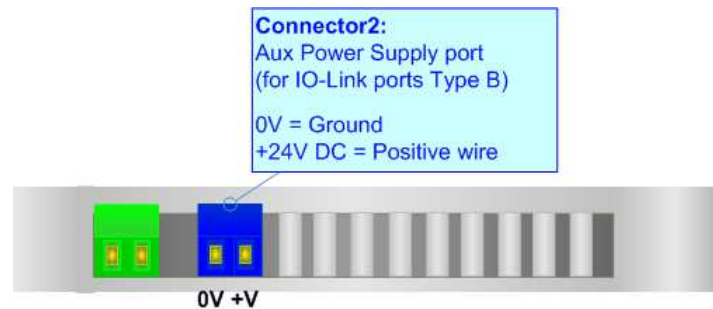 Connector2:
Aux Power Supply port
(for IO-Link ports Type B)
0V = Ground
+24V DC = Positive wire
0V +V